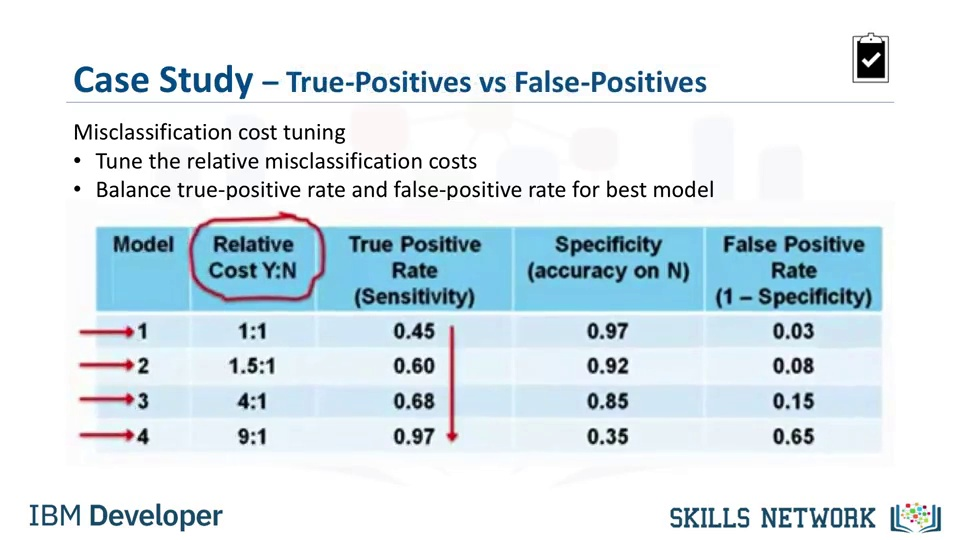 Case Study – True-Positives vs False-Positives
Misclassification cost tuning
• Tune the relative misclassification costs
• Balance true-positive rate and false-positive rate for best model
Model Relative Cost Y:N True Positive Rate (Sensitivity) Specificity (accuracy on N) False Positive Rate (1 – Specificity)
1 1:1 0.45 0.97 0.03
2 1.5:1 0.60 0.92 0.08
3 4:1 0.68 0.85 0.15
4 9:1 0.97 0.35 0.65
IBM Developer
SKILLS NETWORK